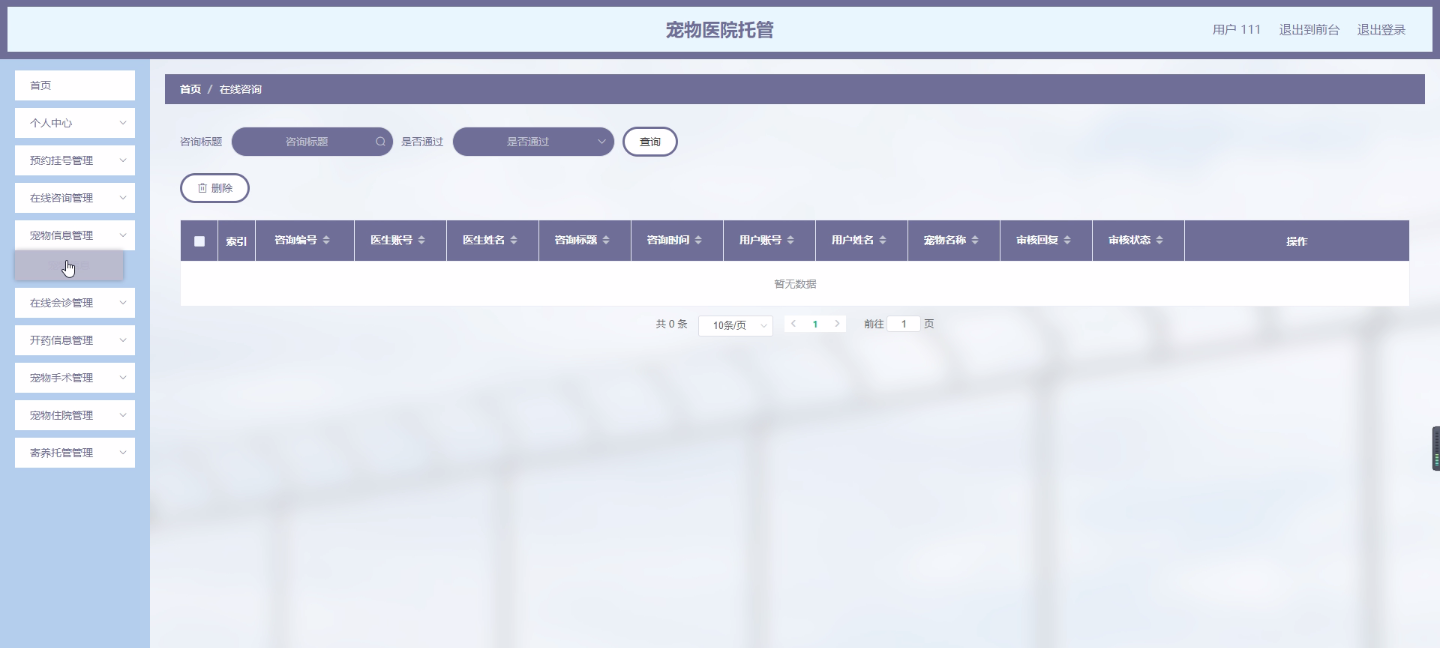 宠物医院托管
用户 111 退出到前台 退出登录
首页
个人中心
预约挂号管理
在线咨询管理
宠物信息管理
在线会诊管理
开药信息管理
宠物手术管理
宠物住院管理
寄养托管管理
首页 / 在线咨询
咨询标题 咨询标题 是否通过 是否通过 查询
删除
索引 咨询编号 医生账号 医生姓名 咨询标题 咨询时间 用户账号 用户姓名 宠物名称 审核回复 审核状态 操作
暂无数据
共 0 条 10条/页 1 前往 1 页